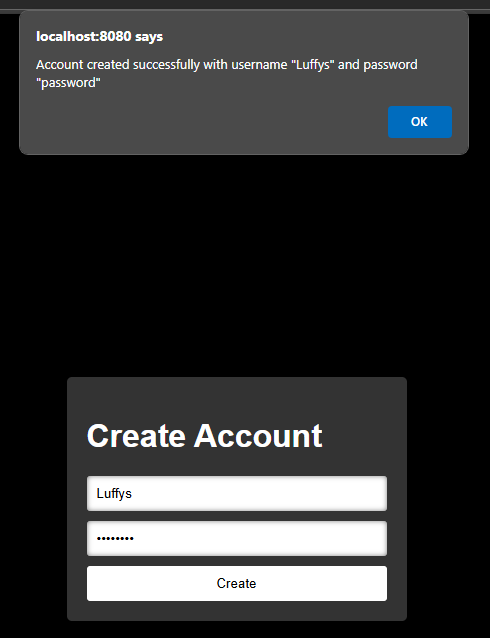 localhost:8080 says
Account created successfully with username "Luffys" and password
"password"
OK
Create Account
Luffys
••••••••
Create